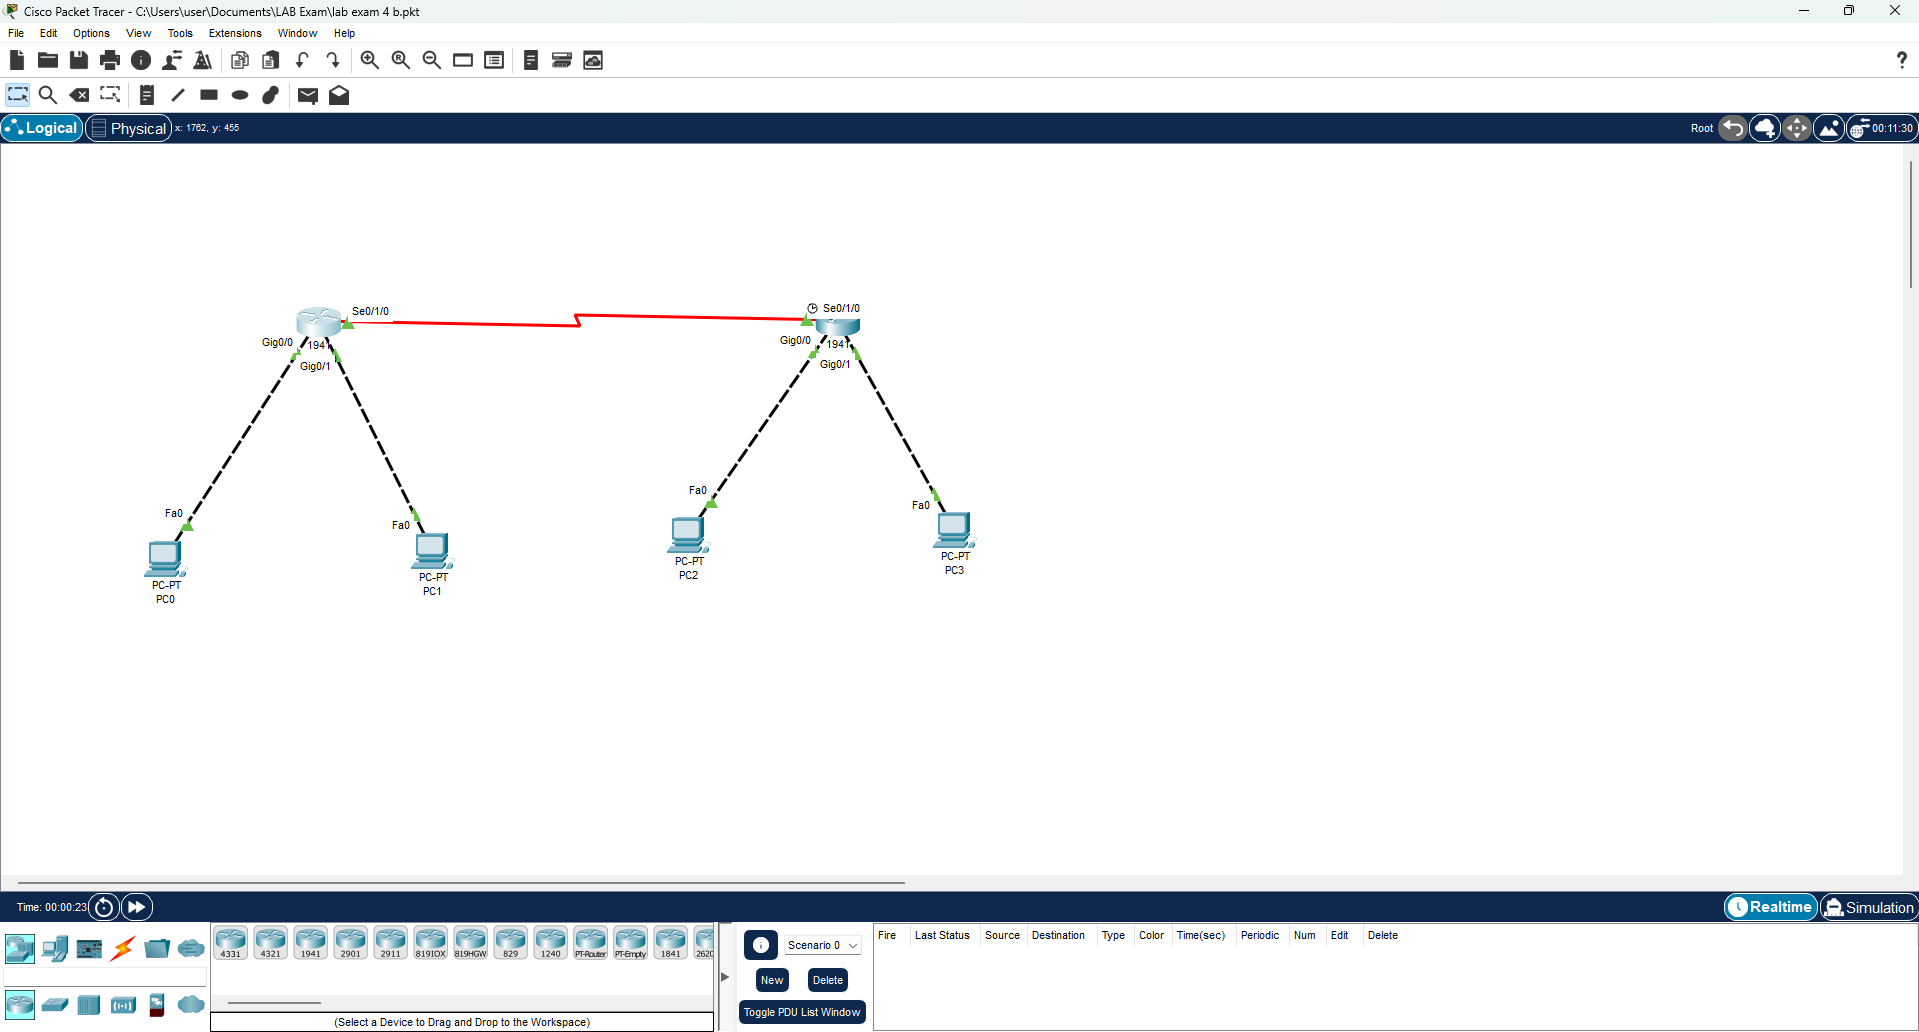 Cisco Packet Tracer - C:\Users\user\Documents\LAB Exam\lab exam 4 b.pkt
File Edit Options View Tools Extensions Window Help
?
Logical Physical x: 1762, y: 455 Root 00:11:30
Se0/1/0 Se0/1/0
Gig0/0 1941 Gig0/0 1941
Gig0/1 Gig0/1
Fa0 Fa0
Fa0 Fa0
PC-PT PC-PT
PC2 PC3
PC-PT PC-PT
PC0 PC1
Time: 00:00:23 Realtime Simulation
4331 4321 1941 2901 2911 819IOX 819HGW 829 1240 PT-Router PT-Empty 1841 2620
(Select a Device to Drag and Drop to the Workspace)
Scenario 0
New Delete
Toggle PDU List Window
Fire Last Status Source Destination Type Color Time(sec) Periodic Num Edit Delete